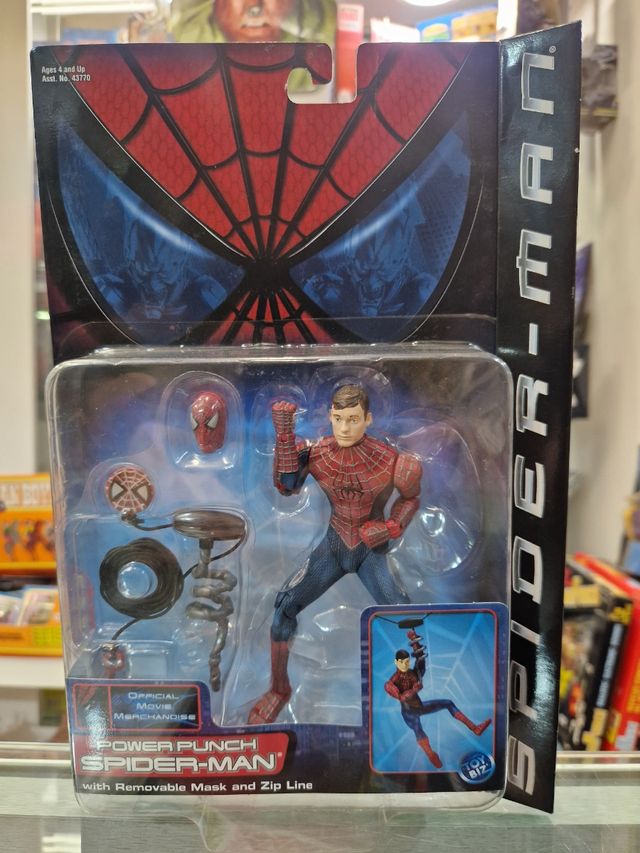 Ages 4 and Up
Asst. No. 43770
SPIDER-MAN®
OFFICIAL
MOVIE
MERCHANDISE
POWER PUNCH
SPIDER-MAN™
with Removable Mask and Zip Line
TOY
BIZ